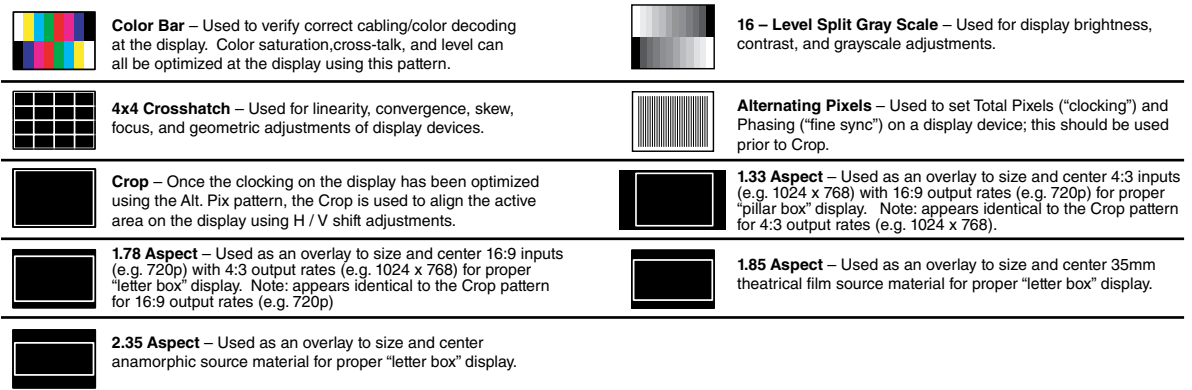 Color Bar – Used to verify correct cabling/color decoding
at the display.  Color saturation,cross-talk, and level can
all be optimized at the display using this pattern.
16 – Level Split Gray Scale – Used for display brightness,
contrast, and grayscale adjustments.
4x4 Crosshatch – Used for linearity, convergence, skew,
focus, and geometric adjustments of display devices.
Alternating Pixels – Used to set Total Pixels (“clocking”) and
Phasing (“fine sync”) on a display device; this should be used
prior to Crop.
Crop – Once the clocking on the display has been optimized
using the Alt. Pix pattern, the Crop is used to align the active
area on the display using H / V shift adjustments.
1.33 Aspect – Used as an overlay to size and center 4:3 inputs
(e.g. 1024 x 768) with 16:9 output rates (e.g. 720p) for proper
“pillar box” display.   Note: appears identical to the Crop pattern
for 4:3 output rates (e.g. 1024 x 768).
1.78 Aspect – Used as an overlay to size and center 16:9 inputs
(e.g. 720p) with 4:3 output rates (e.g. 1024 x 768) for proper
“letter box” display.  Note: appears identical to the Crop pattern
for 16:9 output rates (e.g. 720p)
1.85 Aspect – Used as an overlay to size and center 35mm
theatrical film source material for proper “letter box” display.
2.35 Aspect – Used as an overlay to size and center
anamorphic source material for proper “letter box” display.